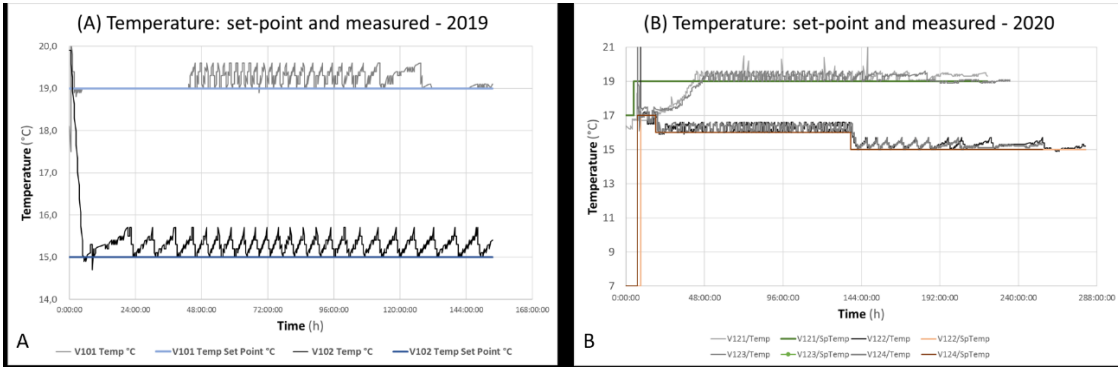 (A) Temperature: set-point and measured - 2019
20,0
19,0
18,0
17,0
16,0
15,0
14,0
Temperature (°C)
0:00:00 24:00:00 48:00:00 72:00:00 96:00:00 120:00:00 144:00:00 168:00:00
Time (h)
A
V101 Temp °C V101 Temp Set Point °C V102 Temp °C V102 Temp Set Point °C
(B) Temperature: set-point and measured - 2020
21
19
17
15
13
11
9
7
Temperature (°C)
0:00:00 48:00:00 96:00:00 144:00:00 192:00:00 240:00:00 288:00:00
Time (h)
B
V121/Temp V121/SpTemp V122/Temp V122/SpTemp
V123/Temp V123/SpTemp V124/Temp V124/SpTemp